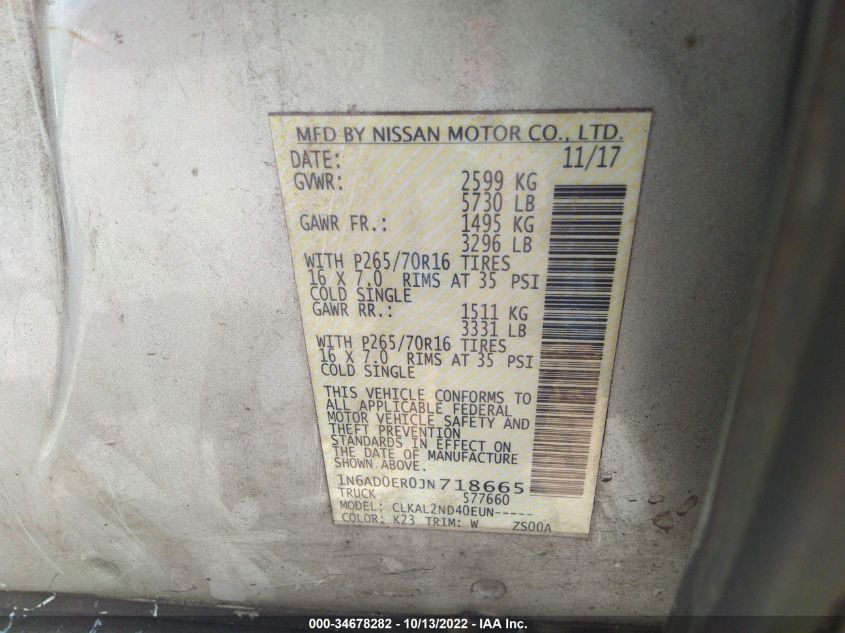 MFD BY NISSAN MOTOR CO., LTD.
DATE: 11/17
GVWR: 2599 KG
5730 LB
GAWR FR.: 1495 KG
3296 LB
WITH P265/70R16 TIRES
16 X 7.0 RIMS AT 35 PSI
COLD SINGLE
GAWR RR.: 1511 KG
3331 LB
WITH P265/70R16 TIRES
16 X 7.0 RIMS AT 35 PSI
COLD SINGLE
THIS VEHICLE CONFORMS TO
ALL APPLICABLE FEDERAL
MOTOR VEHICLE SAFETY AND
THEFT PREVENTION
STANDARDS IN EFFECT ON
THE DATE OF MANUFACTURE
SHOWN ABOVE.
1N6AD0ER0JN718665
TRUCK 577660
MODEL: CLKAL2ND40EUN-----
COLOR: K23 TRIM: W ZS00A
000-34678282 - 10/13/2022 - IAA Inc.